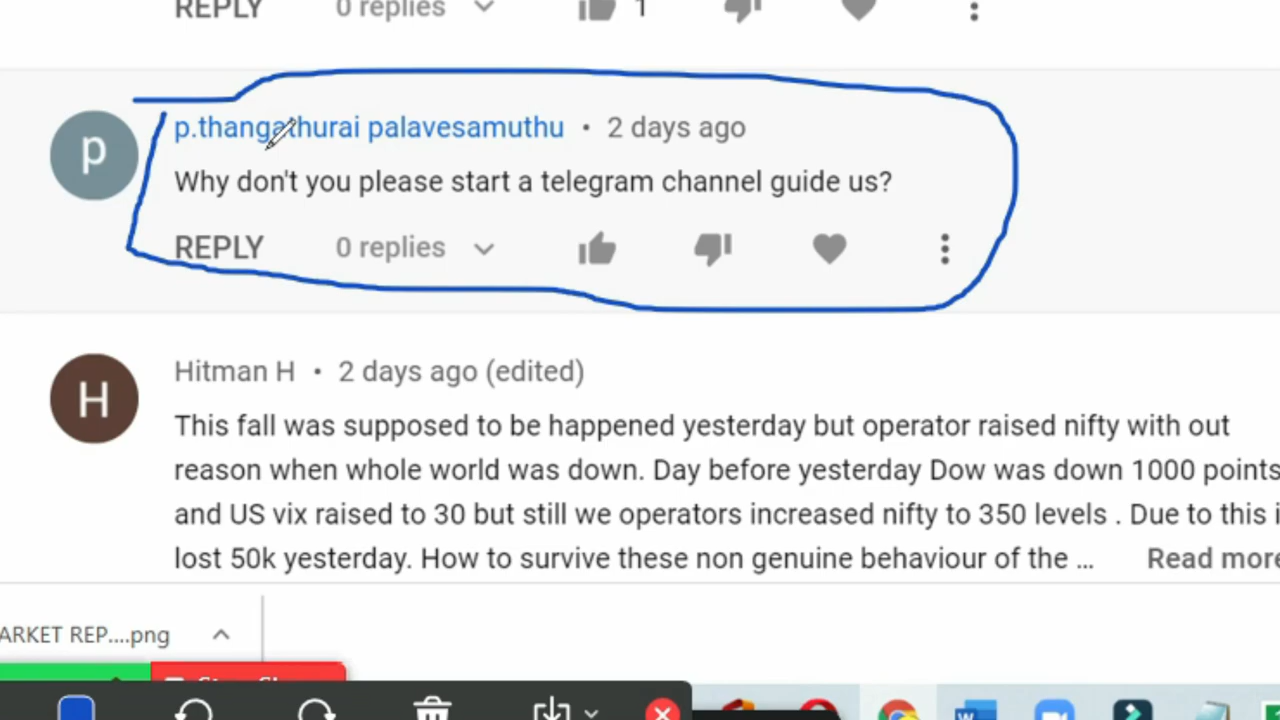 REPLY 0 replies 1
p.thangathurai palavesamuthu • 2 days ago
Why don't you please start a telegram channel guide us?
REPLY 0 replies
Hitman H • 2 days ago (edited)
This fall was supposed to be happened yesterday but operator raised nifty with out
reason when whole world was down. Day before yesterday Dow was down 1000 points
and US vix raised to 30 but still we operators increased nifty to 350 levels . Due to this i
lost 50k yesterday. How to survive these non genuine behaviour of the ... Read more
ARKET REP....png
p
H